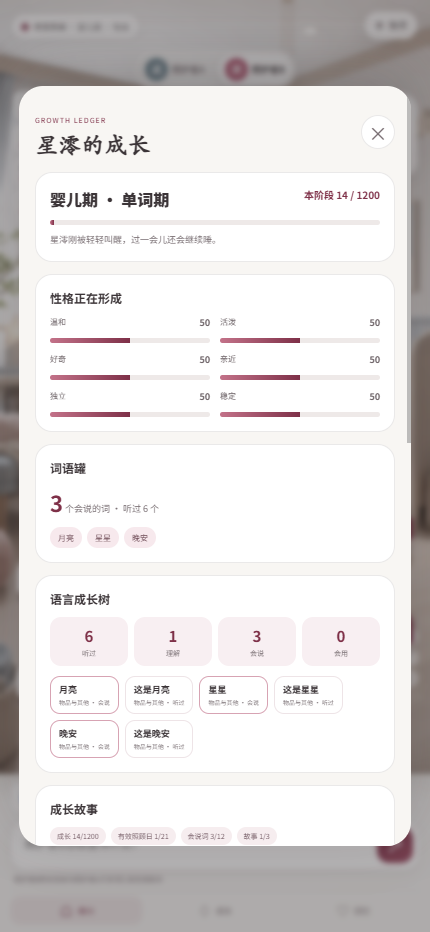 GROWTH LEDGER
星澪的成长
婴儿期 · 单词期
本阶段 14 / 1200
星澪刚被轻轻叫醒，过一会儿还会继续睡。
性格正在形成
温和 50 活泼 50
好奇 50 亲近 50
独立 50 稳定 50
词语罐
3 个会说的词 · 听过 6 个
月亮 星星 晚安
语言成长树
6 1 3 0
听过 理解 会说 会用
月亮 这是月亮 星星 这是星星
物品与其他 · 会说 物品与其他 · 听过 物品与其他 · 会说 物品与其他 · 听过
晚安 这是晚安
物品与其他 · 会说 物品与其他 · 听过
成长故事
成长 14/1200 有效照顾日 1/21 会说词 3/12 故事 1/3